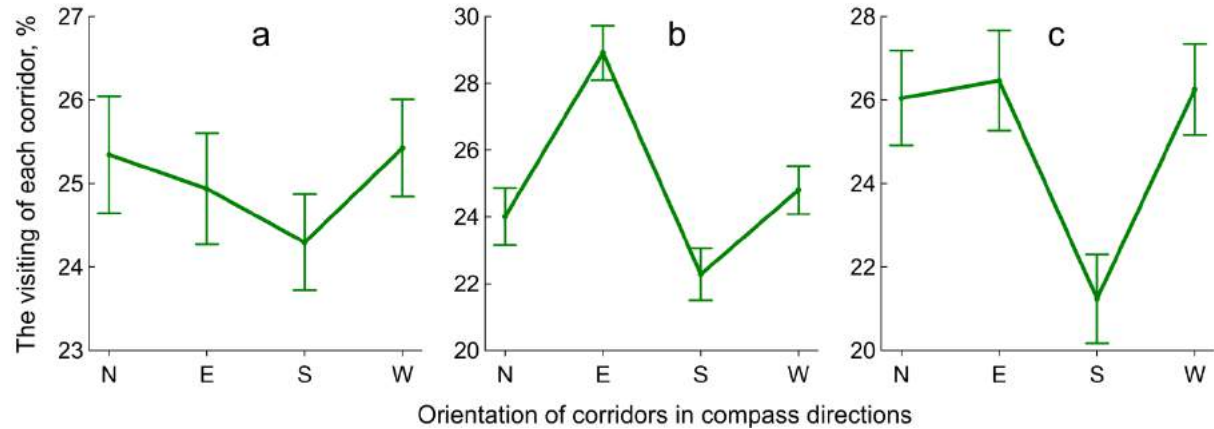 The visiting of each corridor, %
a
27
26
25
24
23
N E S W
b
30
28
26
24
22
20
N E S W
c
28
26
24
22
20
N E S W
Orientation of corridors in compass directions